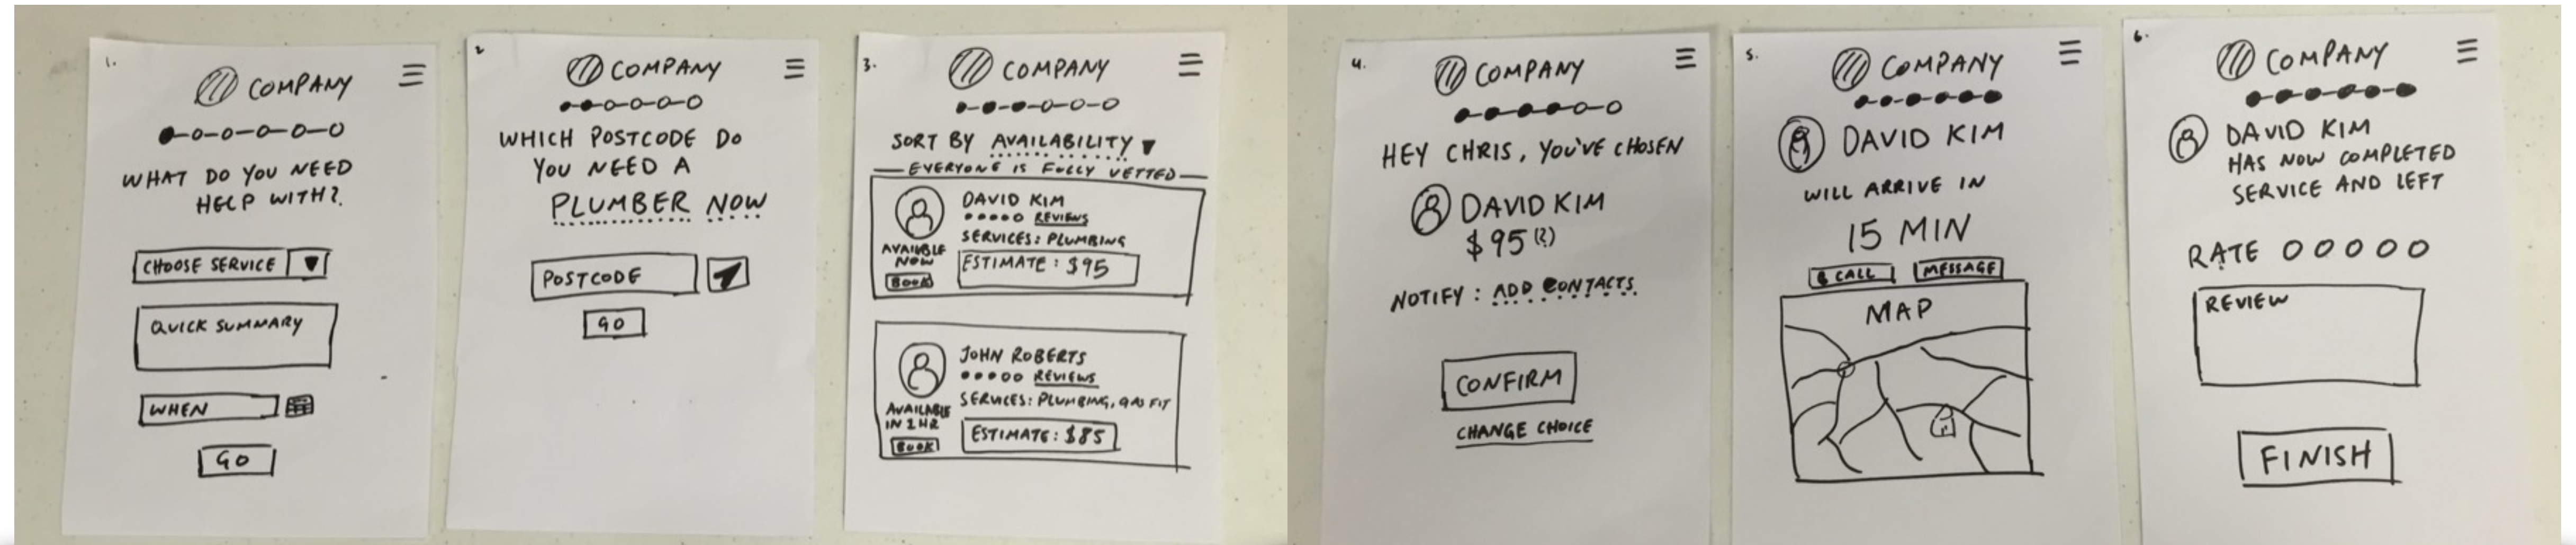 1.
COMPANY
WHAT DO YOU NEED
HELP WITH?
CHOOSE SERVICE
QUICK SUMMARY
WHEN
GO
2
COMPANY
WHICH POSTCODE DO
YOU NEED A
PLUMBER NOW
POSTCODE
GO
3.
COMPANY
SORT BY AVAILABILITY
EVERYONE IS FULLY VETTED
DAVID KIM
REVIEWS
SERVICES: PLUMBING
AVAILABLE
NOW
ESTIMATE: $95
BOOK
JOHN ROBERTS
REVIEWS
SERVICES: PLUMBING, GAS FIT
AVAILABLE
IN 2 HR
ESTIMATE: $85
BOOK
4.
COMPANY
HEY CHRIS, YOU'VE CHOSEN
DAVID KIM
$95 (?)
NOTIFY: ADD CONTACTS
CONFIRM
CHANGE CHOICE
5.
COMPANY
DAVID KIM
WILL ARRIVE IN
15 MIN
CALL MESSAGE
MAP
6.
COMPANY
DAVID KIM
HAS NOW COMPLETED
SERVICE AND LEFT
RATE
REVIEW
FINISH